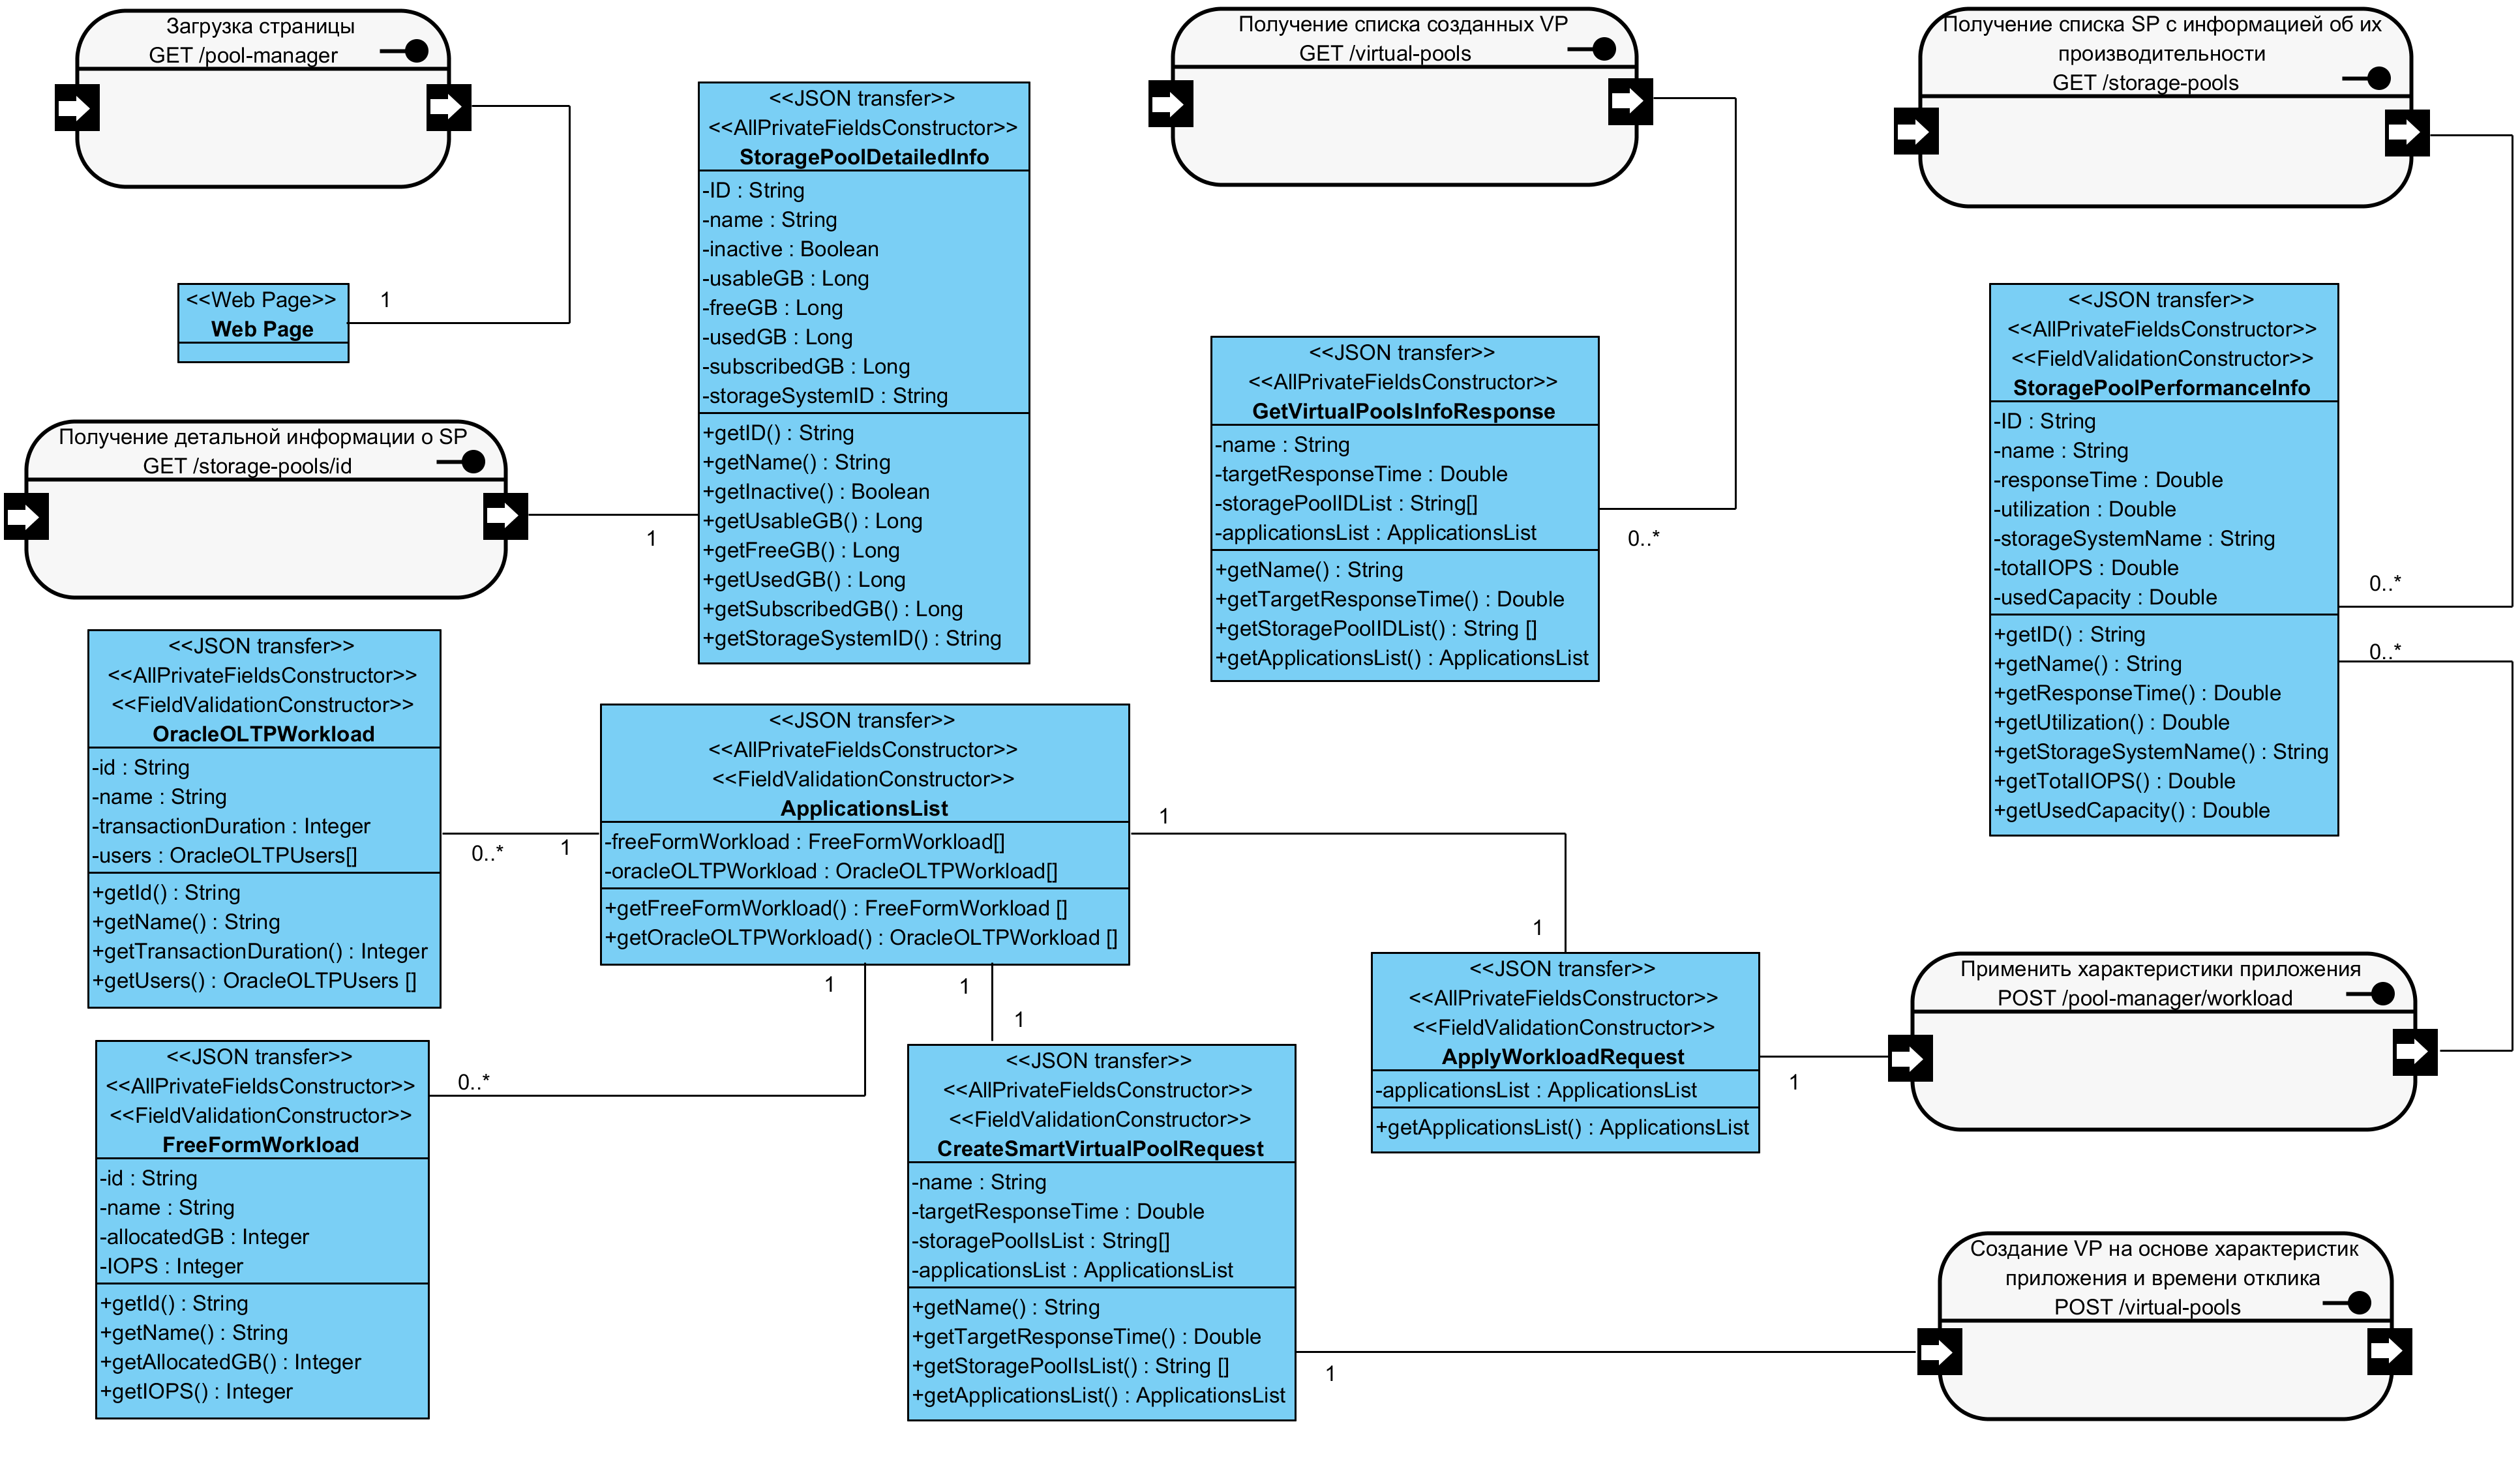 Загрузка страницы
GET /pool-manager
Получение списка созданных VP
GET /virtual-pools
Получение списка SP с информацией об их
производительности
GET /storage-pools
<<Web Page>>
Web Page
1
Получение детальной информации о SP
GET /storage-pools/id
1
<<JSON transfer>>
<<AllPrivateFieldsConstructor>>
StoragePoolDetailedInfo
-ID : String
-name : String
-inactive : Boolean
-usableGB : Long
-freeGB : Long
-usedGB : Long
-subscribedGB : Long
-storageSystemID : String
+getID() : String
+getName() : String
+getInactive() : Boolean
+getUsableGB() : Long
+getFreeGB() : Long
+getUsedGB() : Long
+getSubscribedGB() : Long
+getStorageSystemID() : String
<<JSON transfer>>
<<AllPrivateFieldsConstructor>>
GetVirtualPoolsInfoResponse
-name : String
-targetResponseTime : Double
-storagePoolIDList : String[]
-applicationsList : ApplicationsList
+getName() : String
+getTargetResponseTime() : Double
+getStoragePoolIDList() : String []
+getApplicationsList() : ApplicationsList
0..*
<<JSON transfer>>
<<AllPrivateFieldsConstructor>>
<<FieldValidationConstructor>>
StoragePoolPerformanceInfo
-ID : String
-name : String
-responseTime : Double
-utilization : Double
-storageSystemName : String
-totalIOPS : Double
-usedCapacity : Double
+getID() : String
+getName() : String
+getResponseTime() : Double
+getUtilization() : Double
+getStorageSystemName() : String
+getTotalIOPS() : Double
+getUsedCapacity() : Double
0..*
0..*
<<JSON transfer>>
<<AllPrivateFieldsConstructor>>
<<FieldValidationConstructor>>
OracleOLTPWorkload
-id : String
-name : String
-transactionDuration : Integer
-users : OracleOLTPUsers[]
+getId() : String
+getName() : String
+getTransactionDuration() : Integer
+getUsers() : OracleOLTPUsers []
0..*
1
<<JSON transfer>>
<<AllPrivateFieldsConstructor>>
<<FieldValidationConstructor>>
ApplicationsList
-freeFormWorkload : FreeFormWorkload[]
-oracleOLTPWorkload : OracleOLTPWorkload[]
+getFreeFormWorkload() : FreeFormWorkload []
+getOracleOLTPWorkload() : OracleOLTPWorkload []
1
1
1
1
1
<<JSON transfer>>
<<AllPrivateFieldsConstructor>>
<<FieldValidationConstructor>>
ApplyWorkloadRequest
-applicationsList : ApplicationsList
+getApplicationsList() : ApplicationsList
1
Применить характеристики приложения
POST /pool-manager/workload
<<JSON transfer>>
<<AllPrivateFieldsConstructor>>
<<FieldValidationConstructor>>
FreeFormWorkload
-id : String
-name : String
-allocatedGB : Integer
-IOPS : Integer
+getId() : String
+getName() : String
+getAllocatedGB() : Integer
+getIOPS() : Integer
0..*
<<JSON transfer>>
<<AllPrivateFieldsConstructor>>
<<FieldValidationConstructor>>
CreateSmartVirtualPoolRequest
-name : String
-targetResponseTime : Double
-storagePoolIsList : String[]
-applicationsList : ApplicationsList
+getName() : String
+getTargetResponseTime() : Double
+getStoragePoolIsList() : String []
+getApplicationsList() : ApplicationsList
1
Создание VP на основе характеристик
приложения и времени отклика
POST /virtual-pools